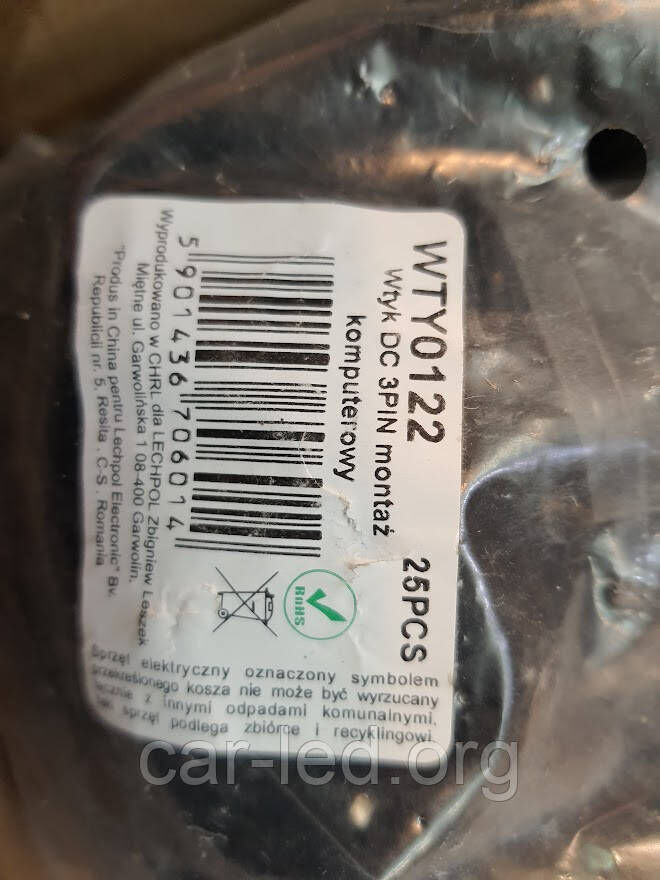 WTY0122 25PCS
Wtyk DC 3PIN montaż
komputerowy
5 901436 706014
RoHS
Wyprodukowano w CHRL dla LECHPOL Zbigniew Leszek
Miętne ul. Garwolińska 1 08-400 Garwolin.
"Produs in China pentru Lechpol Electronic" Bv.
Republicii nr. 5, Resita . C-S . Romania
Sprzęt elektryczny oznaczony symbolem
przekreślonego kosza nie może być wyrzucany
z innymi odpadami komunalnymi,
sprzęt podlega zbiórce i recyklingowi
car-led.org